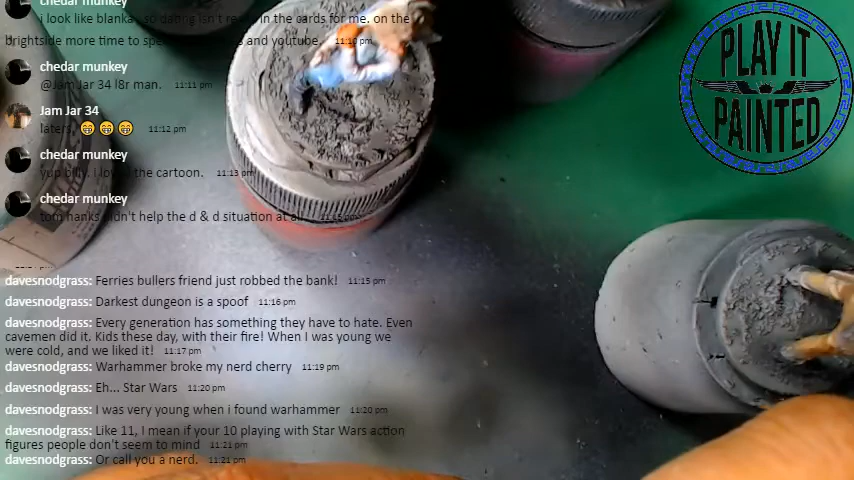 chedar munkey
i look like blanka so dating isn't really in the cards for me. on the
brightside more time to and youtube. 11:10 pm
chedar munkey
@Jam Jar 34 l8r man. 11:11 pm
Jam Jar 34
laters 😁😁😁 11:12 pm
chedar munkey
yup billy. i loved the cartoon. 11:13 pm
chedar munkey
tom hanks didn't help the d & d situation at all
davesnodgrass: Ferries bullers friend just robbed the bank! 11:15 pm
davesnodgrass: Darkest dungeon is a spoof 11:16 pm
davesnodgrass: Every generation has something they have to hate. Even
cavemen did it. Kids these day, with their fire! When I was young we
were cold, and we liked it! 11:17 pm
davesnodgrass: Warhammer broke my nerd cherry 11:19 pm
davesnodgrass: Eh... Star Wars 11:20 pm
davesnodgrass: I was very young when i found warhammer 11:20 pm
davesnodgrass: Like 11, I mean if your 10 playing with Star Wars action
figures people don't seem to mind 11:21 pm
davesnodgrass: Or call you a nerd. 11:21 pm
PLAY IT
PAINTED